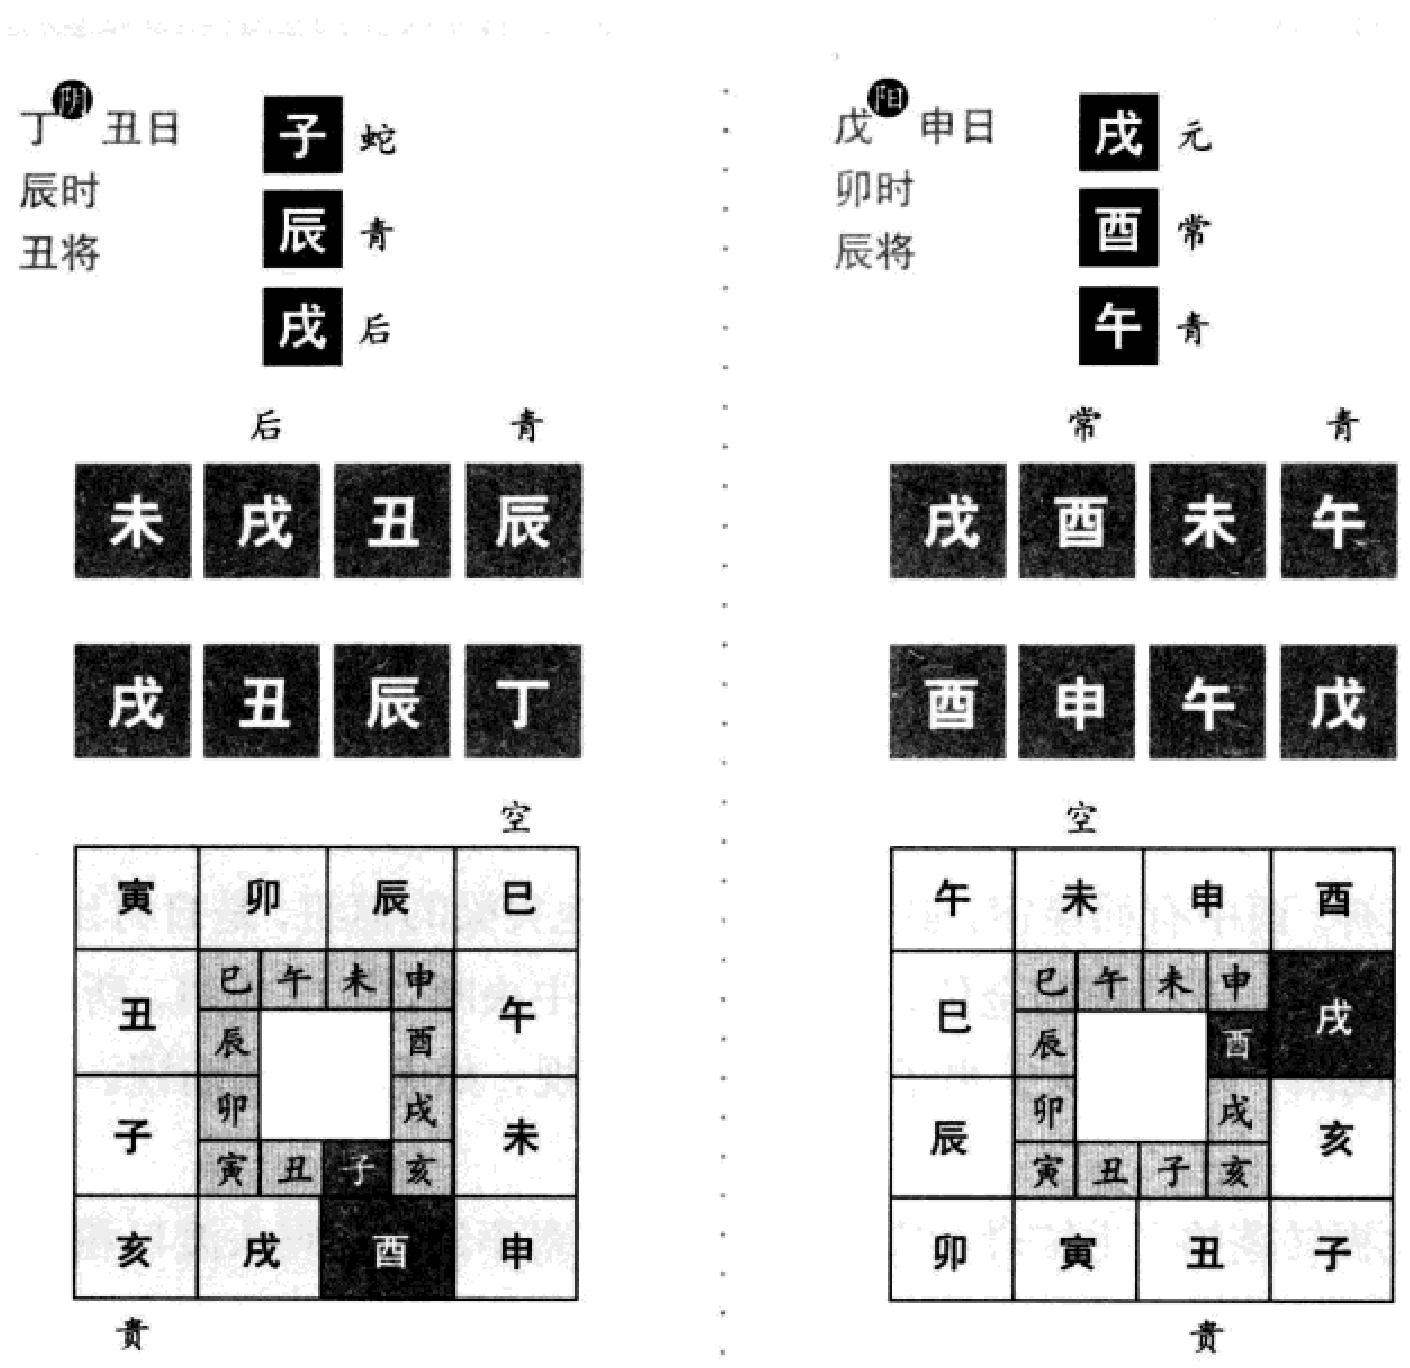 丁 阴 丑日
辰时
丑将
子 蛇
辰 青
戌 后
后 青
未 戌 丑 辰
戌 丑 辰 丁
空
寅 卯 辰 巳
巳 午 未 申
丑 辰 酉 午
子 卯 戌 未
寅 丑 子 亥
亥 戌 酉 申
贵
戊 阳 申日
卯时
辰将
戌 元
酉 常
午 青
常 青
戌 酉 未 午
酉 申 午 戊
空
午 未 申 酉
巳 午 未 申
巳 辰 酉 戌
辰 卯 戌 亥
寅 丑 子 亥
卯 寅 丑 子
贵